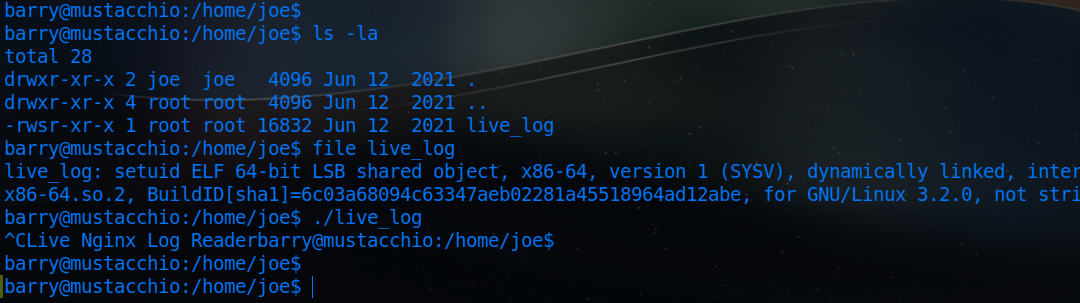 barry@mustacchio:/home/joe$
barry@mustacchio:/home/joe$ ls -la
total 28
drwxr-xr-x 2 joe  joe   4096 Jun 12  2021 .
drwxr-xr-x 4 root root  4096 Jun 12  2021 ..
-rwsr-xr-x 1 root root 16832 Jun 12  2021 live_log
barry@mustacchio:/home/joe$ file live_log
live_log: setuid ELF 64-bit LSB shared object, x86-64, version 1 (SYSV), dynamically linked, inter
x86-64.so.2, BuildID[sha1]=6c03a68094c63347aeb02281a45518964ad12abe, for GNU/Linux 3.2.0, not stri
barry@mustacchio:/home/joe$ ./live_log
^CLive Nginx Log Readerbarry@mustacchio:/home/joe$
barry@mustacchio:/home/joe$
barry@mustacchio:/home/joe$